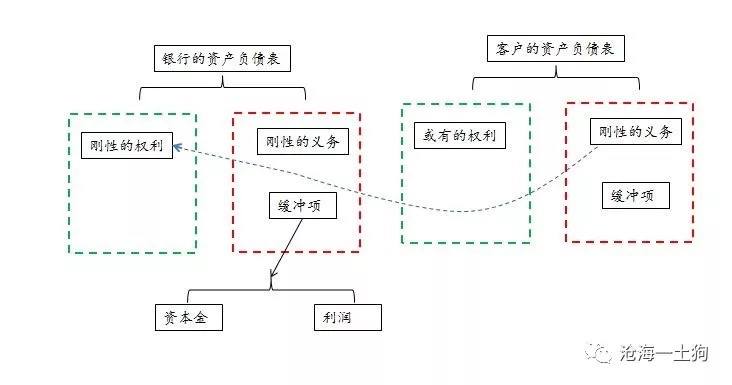 银行的资产负债表
客户的资产负债表
刚性的权利
刚性的义务
缓冲项
或有的权利
刚性的义务
缓冲项
资本金
利润
沧海一土狗